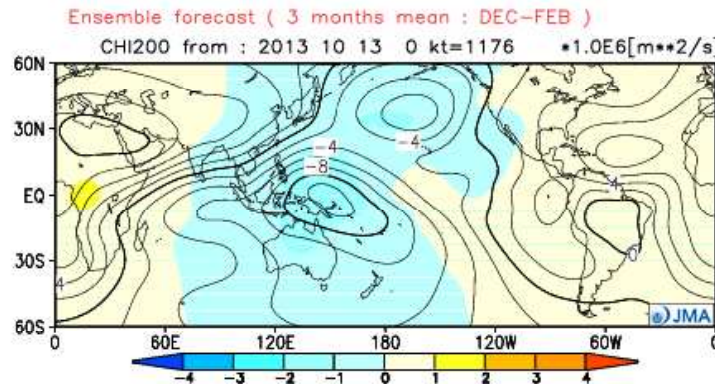 Ensemble forecast ( 3 months mean : DEC-FEB )
CHI200 from : 2013 10 13 0 kt=1176 *1.0E6[m**2/s]
60N
30N
EQ
30S
60S
-4
-8
-4
4
0
JMA
0 60E 120E 180 120W 60W 0
-4 -3 -2 -1 0 1 2 3 4